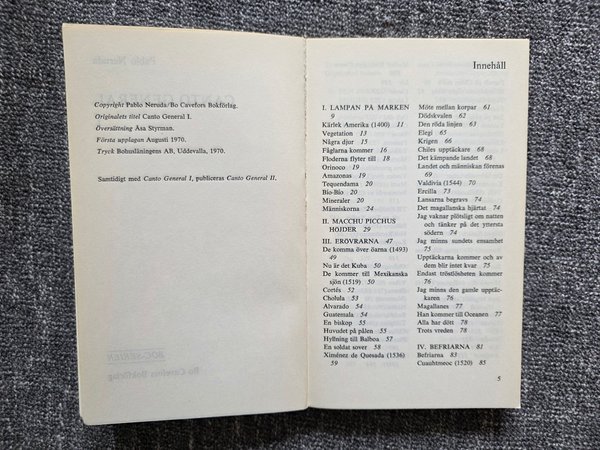 Copyright Pablo Neruda/Bo Cavefors Bokförlag.
Originalets titel Canto General I.
Översättning Åsa Styrman.
Första upplagan Augusti 1970.
Tryck Bohusläningens AB, Uddevalla, 1970.
Samtidigt med Canto General I, publiceras Canto General II.
Innehåll
I. LAMPAN PÅ MARKEN
9
Kärlek Amerika (1400) 11
Vegetation 13
Några djur 15
Fåglarna kommer 16
Floderna flyter till 18
Orinoco 19
Amazonas 19
Tequendama 20
Bío-Bío 20
Mineraler 20
Människorna 24
II. MACCHU PICCHUS
HÖJDER 29
III. ERÖVRARNA 47
De komma över öarna (1493)
49
Nu är det Kuba 50
De kommer till Mexikanska
sjön (1519) 50
Cortés 52
Cholula 53
Alvarado 54
Guatemala 54
En biskop 55
Huvudet på pålen 55
Hyllning till Balboa 57
En soldat sover 58
Ximénez de Quesada (1536)
59
Möte mellan korpar 61
Dödskvalen 62
Den röda linjen 63
Elegi 65
Krigen 66
Chiles upptäckare 68
Det kämpande landet 68
Landet och människan förenas
69
Valdivia (1544) 70
Ercilla 73
Lansarna begravs 74
Det magallanska hjärtat 74
Jag vaknar plötsligt om natten
och tänker på det yttersta
södern 74
Jag minns sundets ensamhet
75
Upptäckarna kommer och av
dem blir intet kvar 75
Endast tröstlösheten kommer
76
Jag minns den gamle upptäc-
karen 76
Magallanes 77
Han kommer till Oceanen 77
Alla har dött 78
Trots vreden 78
IV. BEFRIARNA 81
Befriarna 83
Cuauhtmeoc (1520) 85
5